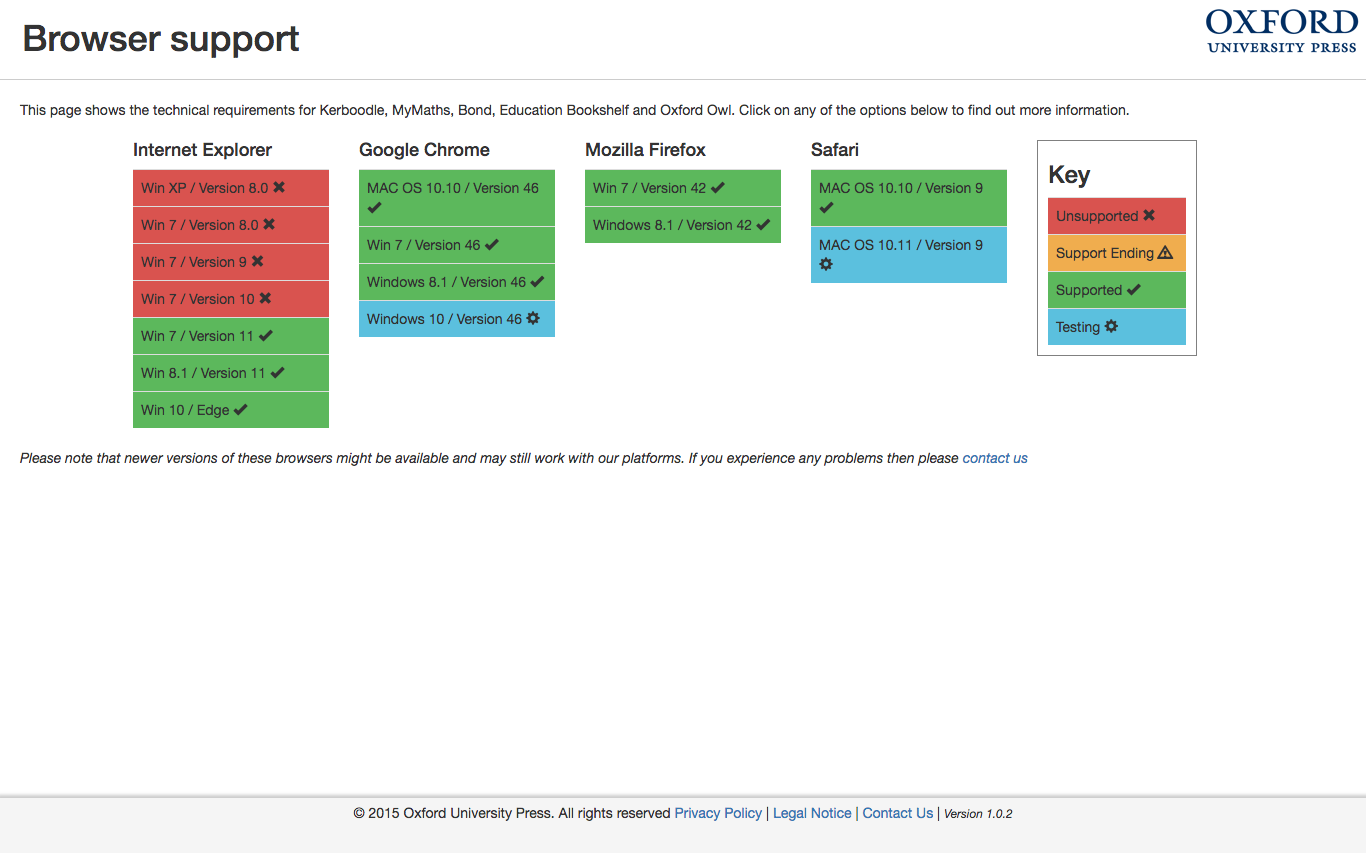 Browser support
OXFORD
UNIVERSITY PRESS
This page shows the technical requirements for Kerboodle, MyMaths, Bond, Education Bookshelf and Oxford Owl. Click on any of the options below to find out more information.
Internet Explorer
Win XP / Version 8.0 ✖
Win 7 / Version 8.0 ✖
Win 7 / Version 9 ✖
Win 7 / Version 10 ✖
Win 7 / Version 11 ✔
Win 8.1 / Version 11 ✔
Win 10 / Edge ✔
Google Chrome
MAC OS 10.10 / Version 46
✔
Win 7 / Version 46 ✔
Windows 8.1 / Version 46 ✔
Windows 10 / Version 46 ⚙
Mozilla Firefox
Win 7 / Version 42 ✔
Windows 8.1 / Version 42 ✔
Safari
MAC OS 10.10 / Version 9
✔
MAC OS 10.11 / Version 9
⚙
Key
Unsupported ✖
Support Ending ⚠
Supported ✔
Testing ⚙
Please note that newer versions of these browsers might be available and may still work with our platforms. If you experience any problems then please contact us
© 2015 Oxford University Press. All rights reserved Privacy Policy | Legal Notice | Contact Us | Version 1.0.2